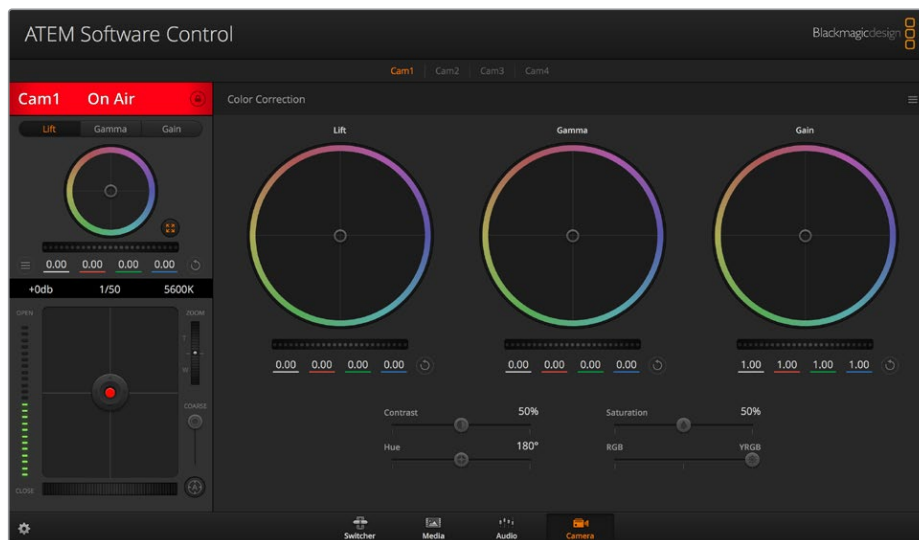 ATEM Software Control
Blackmagicdesign
Cam1 Cam2 Cam3 Cam4
Cam1 On Air
Color Correction
Lift Gamma Gain
Lift Gamma Gain
0.00 0.00 0.00 0.00
+0db 1/50 5600K
OPEN
ZOOM
T
W
COARSE
CLOSE
A
0.00 0.00 0.00 0.00
0.00 0.00 0.00 0.00
1.00 1.00 1.00 1.00
Contrast 50%
Saturation 50%
Hue 180°
RGB YRGB
Switcher Media Audio Camera